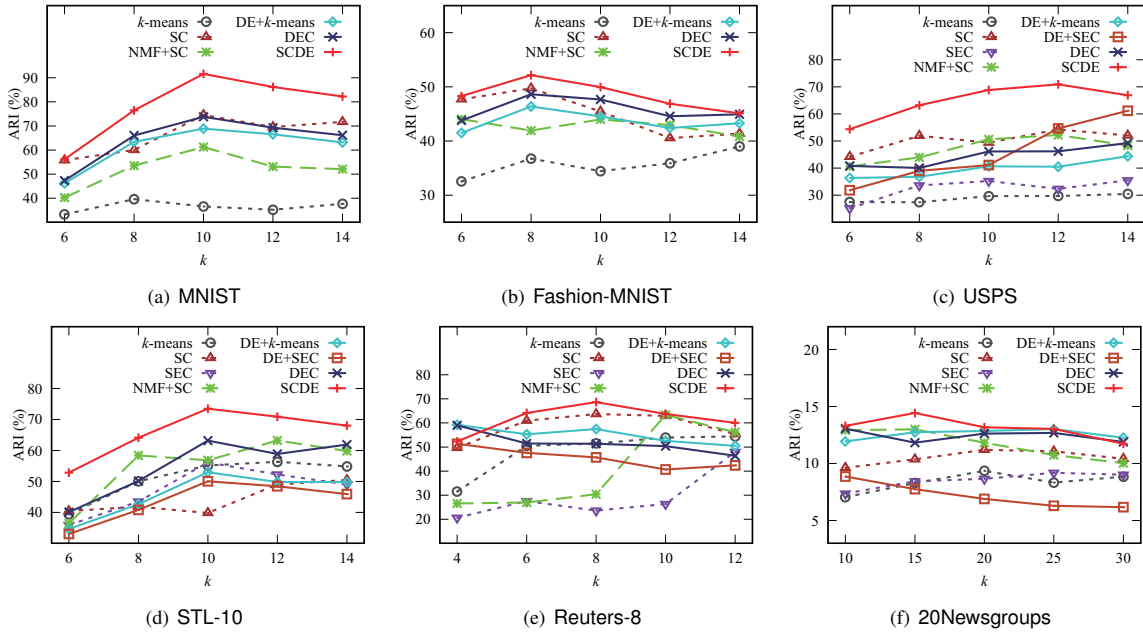 k-means DE+k-means
SC DEC
NMF+SC SCDE
ARI (%)
90
80
70
60
50
40
6 8 10 12 14
k
(a) MNIST
k-means DE+k-means
SC DEC
NMF+SC SCDE
ARI (%)
60
50
40
30
6 8 10 12 14
k
(b) Fashion-MNIST
k-means DE+k-means
SC DE+SEC
SEC DEC
NMF+SC SCDE
ARI (%)
80
70
60
50
40
30
6 8 10 12 14
k
(c) USPS
k-means DE+k-means
SC DE+SEC
SEC DEC
NMF+SC SCDE
ARI (%)
80
70
60
50
40
6 8 10 12 14
k
(d) STL-10
k-means DE+k-means
SC DE+SEC
SEC DEC
NMF+SC SCDE
ARI (%)
80
70
60
50
40
30
20
4 6 8 10 12
k
(e) Reuters-8
k-means DE+k-means
SC DE+SEC
SEC DEC
NMF+SC SCDE
ARI (%)
20
15
10
5
10 15 20 25 30
k
(f) 20Newsgroups